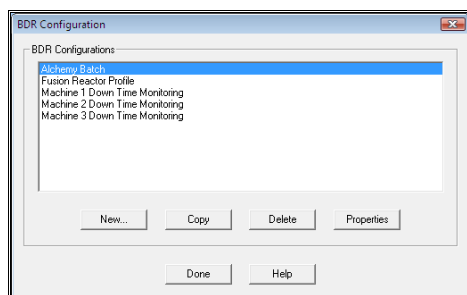 BDR Configuration
BDR Configurations
Alchemy Batch
Fusion Reactor Profile
Machine 1 Down Time Monitoring
Machine 2 Down Time Monitoring
Machine 3 Down Time Monitoring
New... Copy Delete Properties
Done Help